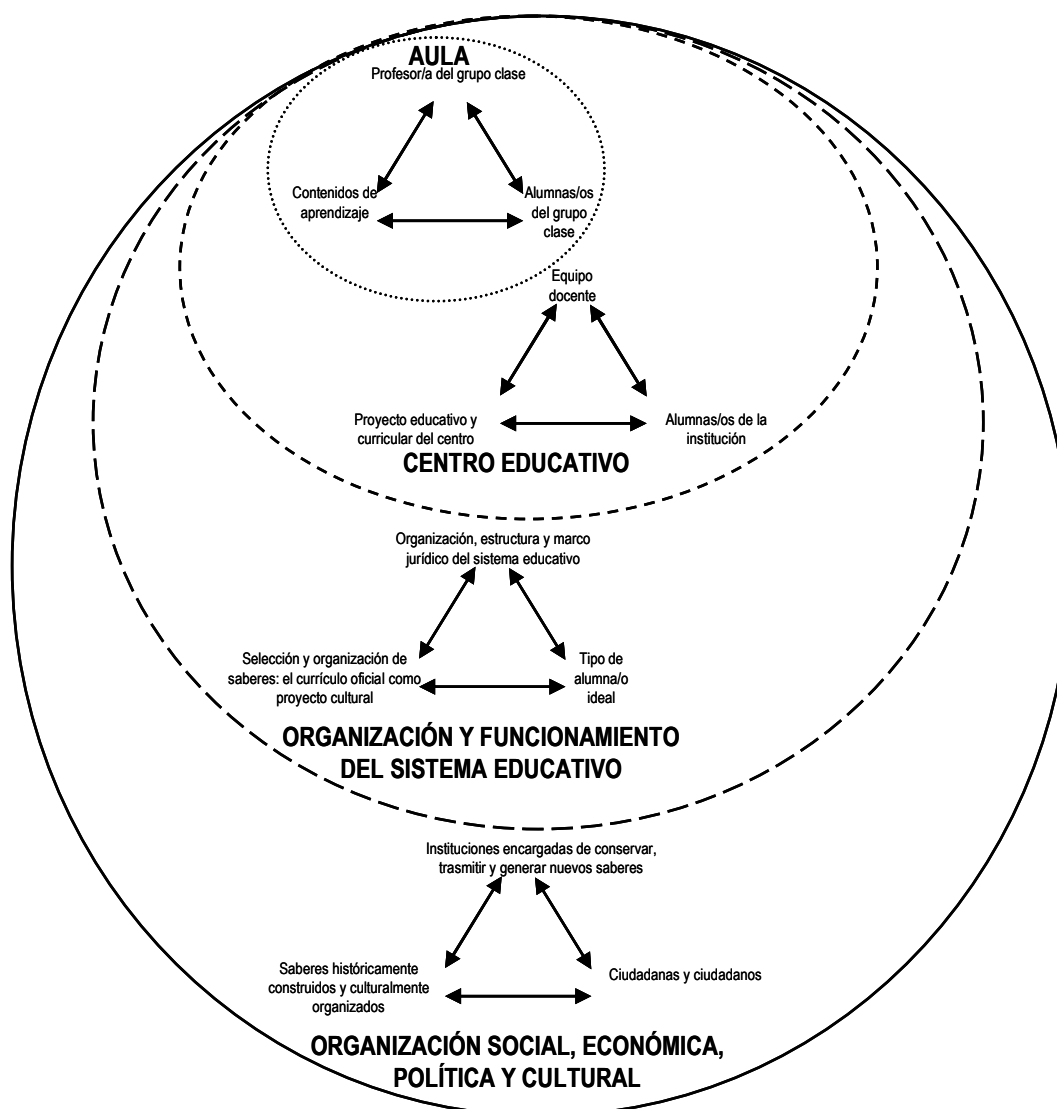 AULA
Profesor/a del grupo clase
Contenidos de
aprendizaje
Alumnas/os
del grupo
clase
Equipo
docente
Proyecto educativo y
curricular del centro
Alumnas/os de la
institución
CENTRO EDUCATIVO
Organización, estructura y marco
jurídico del sistema educativo
Selección y organización de
saberes: el currículo oficial como
proyecto cultural
Tipo de
alumna/o
ideal
ORGANIZACIÓN Y FUNCIONAMIENTO
DEL SISTEMA EDUCATIVO
Instituciones encargadas de conservar,
trasmitir y generar nuevos saberes
Saberes históricamente
construidos y culturalmente
organizados
Ciudadanas y ciudadanos
ORGANIZACIÓN SOCIAL, ECONÓMICA,
POLÍTICA Y CULTURAL